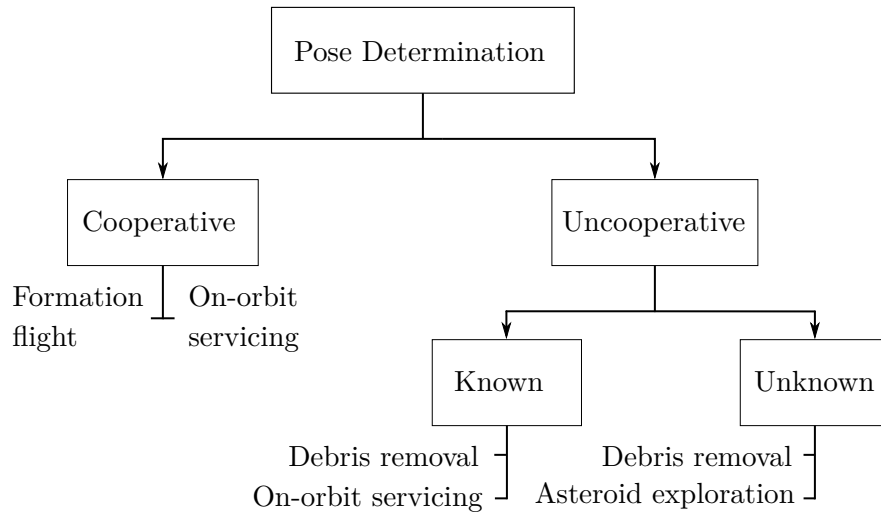 Pose Determination
Cooperative
Uncooperative
Formation
flight
On-orbit
servicing
Known
Unknown
Debris removal
On-orbit servicing
Debris removal
Asteroid exploration